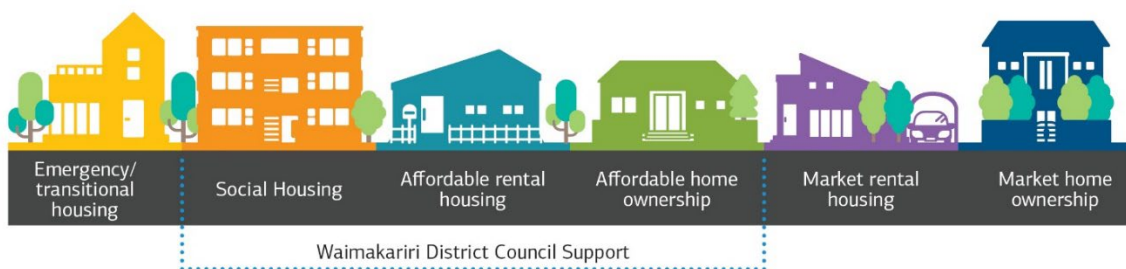 Emergency/
transitional
housing
Social Housing
Affordable rental
housing
Affordable home
ownership
Market rental
housing
Market home
ownership
Waimakariri District Council Support